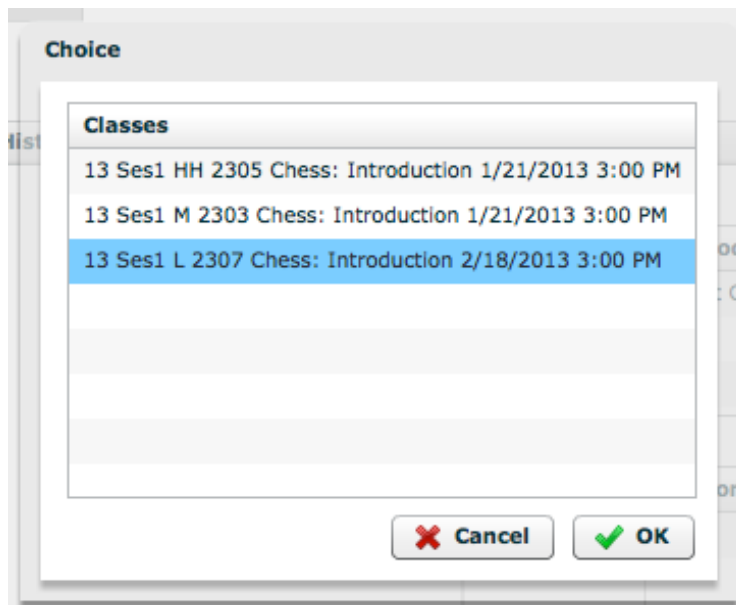 Choice
Classes
Hist
13 Ses1 HH 2305 Chess: Introduction 1/21/2013 3:00 PM
13 Ses1 M 2303 Chess: Introduction 1/21/2013 3:00 PM
13 Ses1 L 2307 Chess: Introduction 2/18/2013 3:00 PM
Cancel
OK